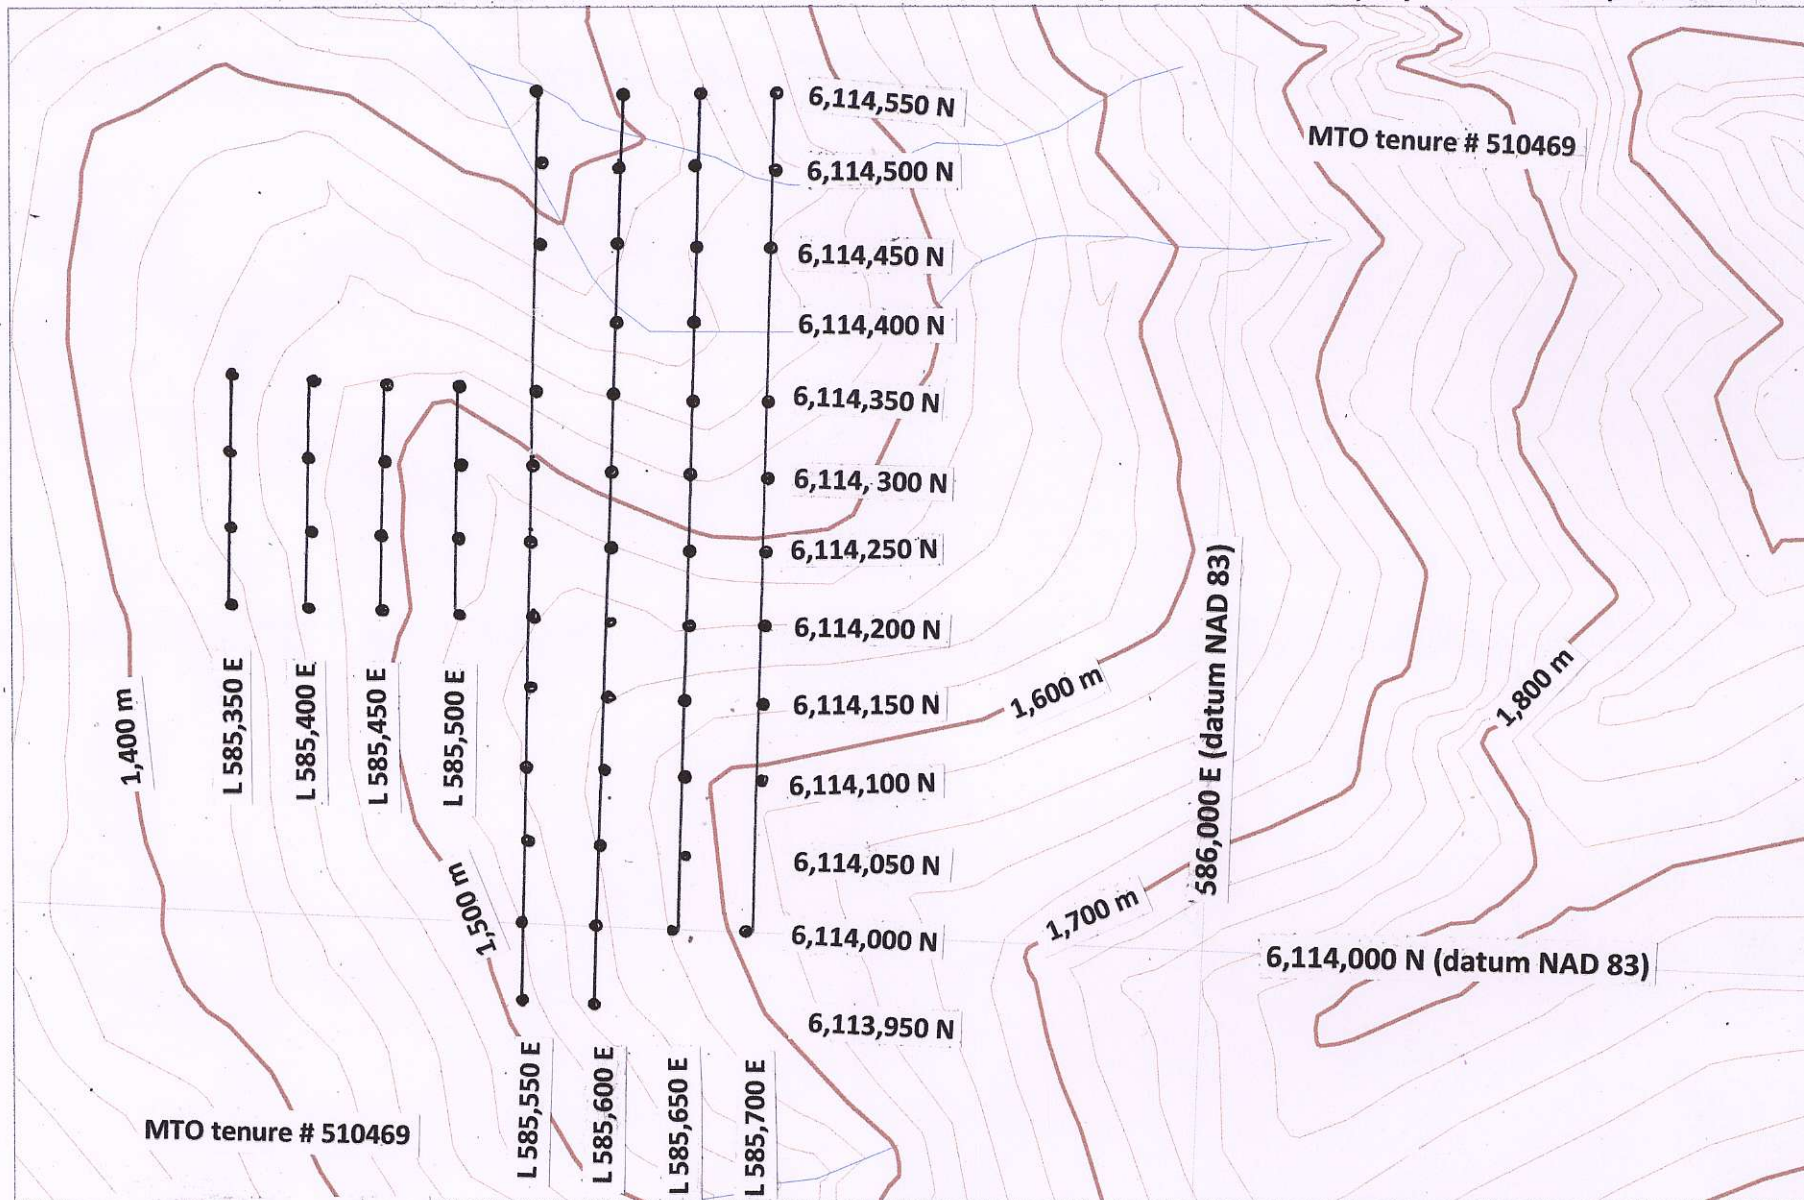 6,114,550 N
MTO tenure # 510469
6,114,500 N
6,114,450 N
6,114,400 N
6,114,350 N
6,114, 300 N
6,114,250 N
6,114,200 N
6,114,150 N
6,114,100 N
6,114,050 N
6,114,000 N
6,113,950 N
1,400 m
L 585,350 E
L 585,400 E
L 585,450 E
L 585,500 E
1,500 m
L 585,550 E
L 585,600 E
L 585,650 E
L 585,700 E
1,600 m
1,700 m
586,000 E (datum NAD 83)
1,800 m
6,114,000 N (datum NAD 83)
MTO tenure # 510469